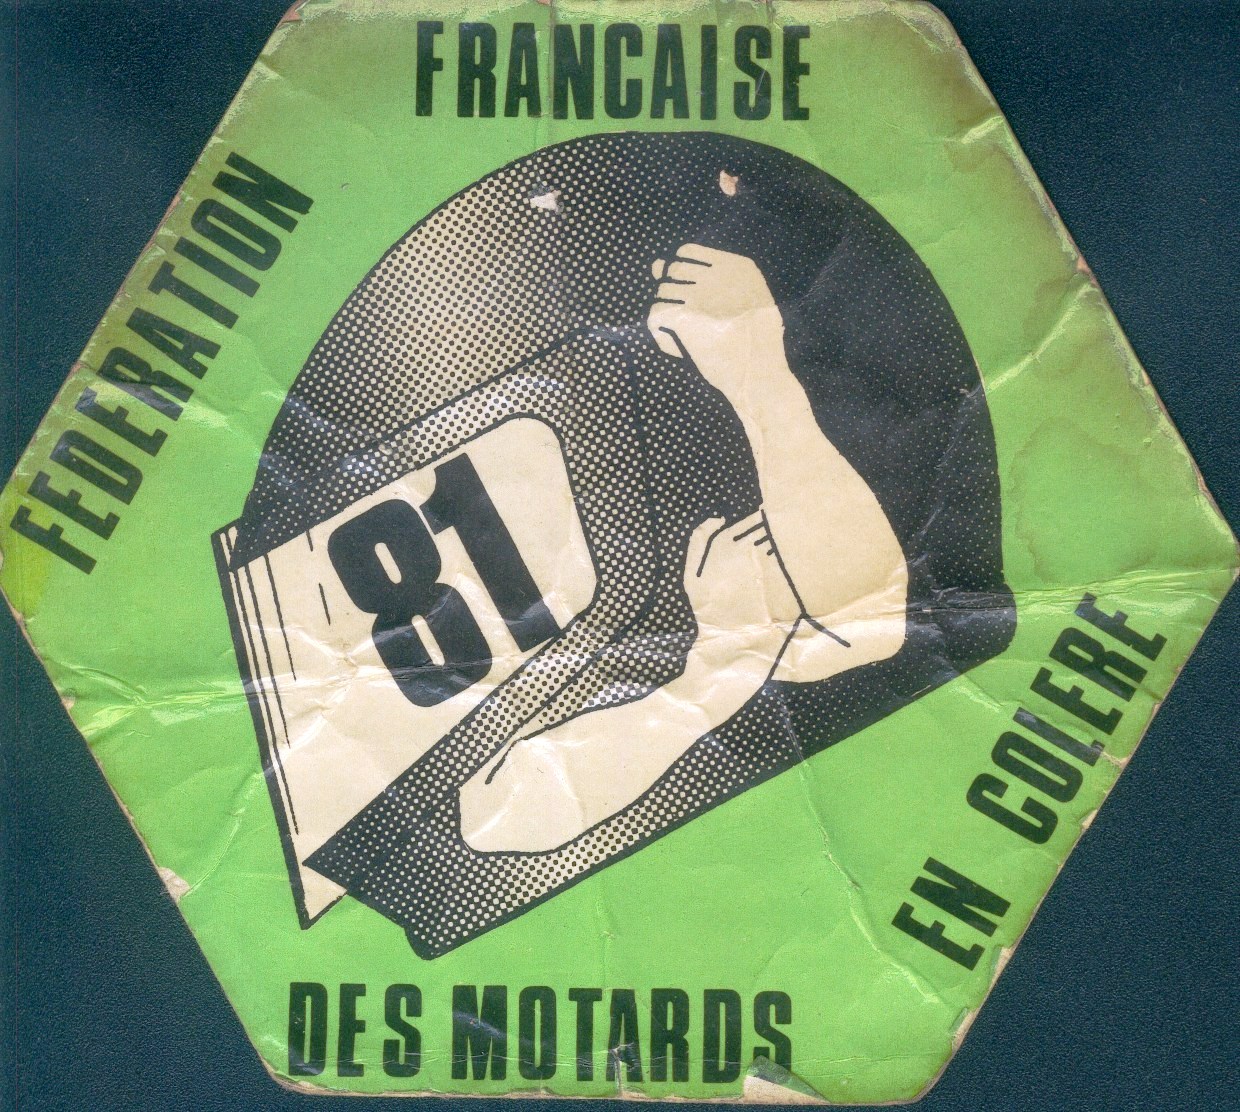 FEDERATION
FRANCAISE
DES MOTARDS
EN COLERE
81